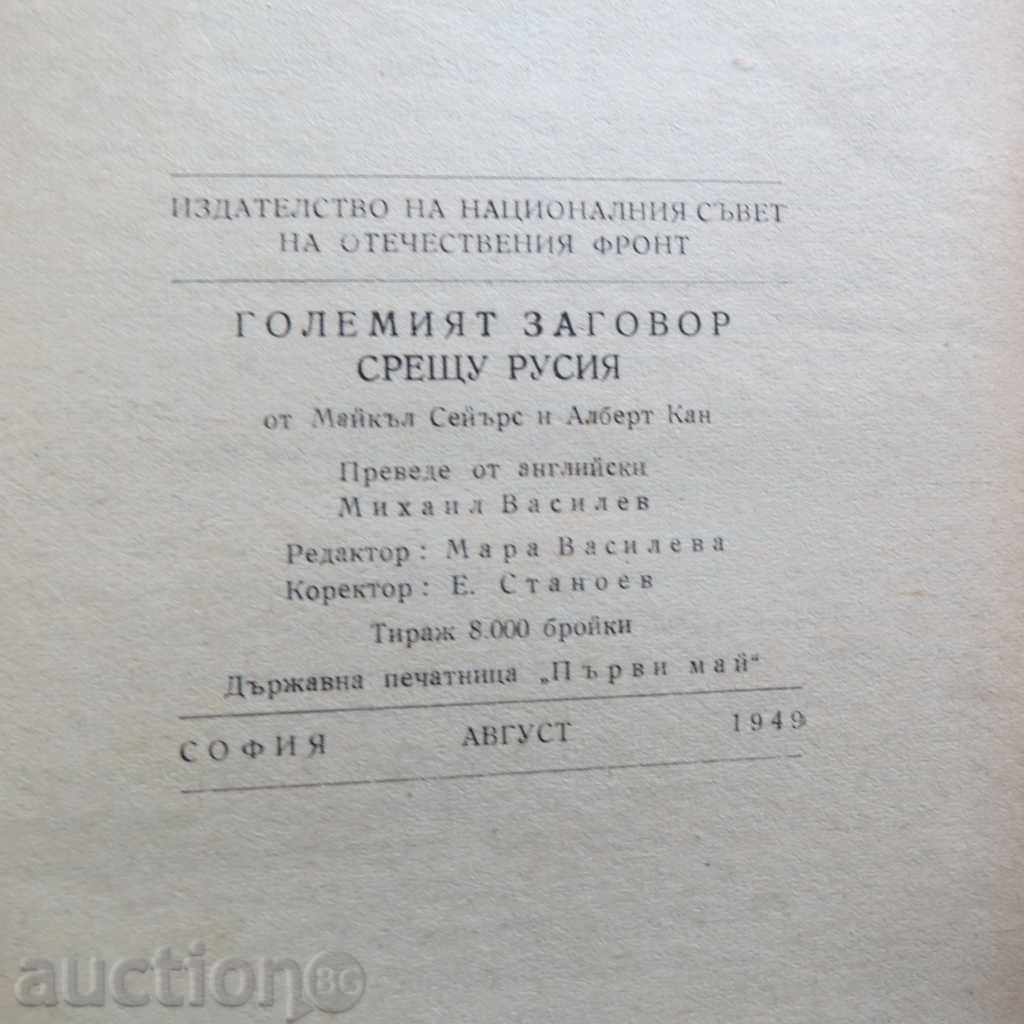 ИЗДАТЕЛСТВО НА НАЦИОНАЛНИЯ СЪВЕТ
НА ОТЕЧЕСТВЕНИЯ ФРОНТ
ГОЛЕМИЯТ ЗАГОВОР
СРЕЩУ РУСИЯ
от Майкъл Сейърс и Алберт Кан
Преведе от английски
Михаил Василев
Редактор: Мара Василева
Коректор: Е. Станоев
Тираж 8.000 бройки
Държавна печатница „Първи май“
СОФИЯ АВГУСТ 1949
auction BG